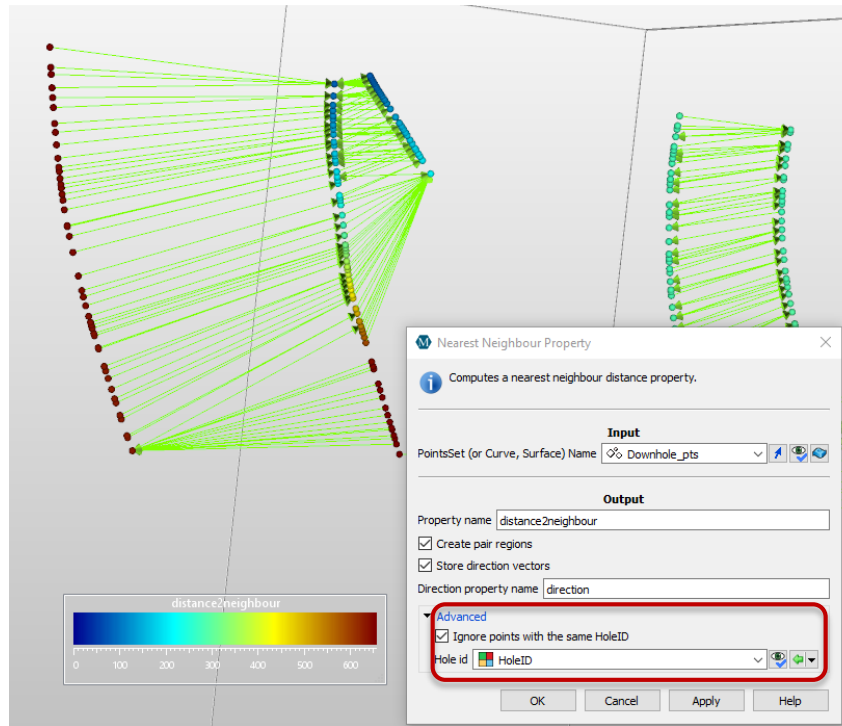 Nearest Neighbour Property
Computes a nearest neighbour distance property.
Input
PointsSet (or Curve, Surface) Name Downhole_pts
Output
Property name distance2neighbour
Create pair regions
Store direction vectors
Direction property name direction
Advanced
Ignore points with the same HoleID
Hole id HoleID
OK Cancel Apply Help
distance2neighbour
0 100 200 300 400 500 600